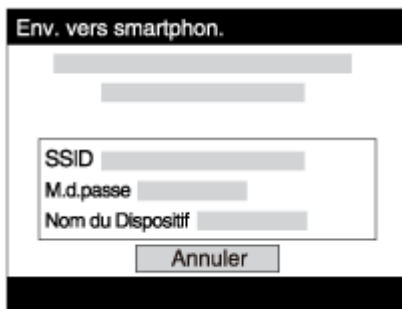 Env. vers smartphon.
SSID
M.d.passe
Nom du Dispositif
Annuler